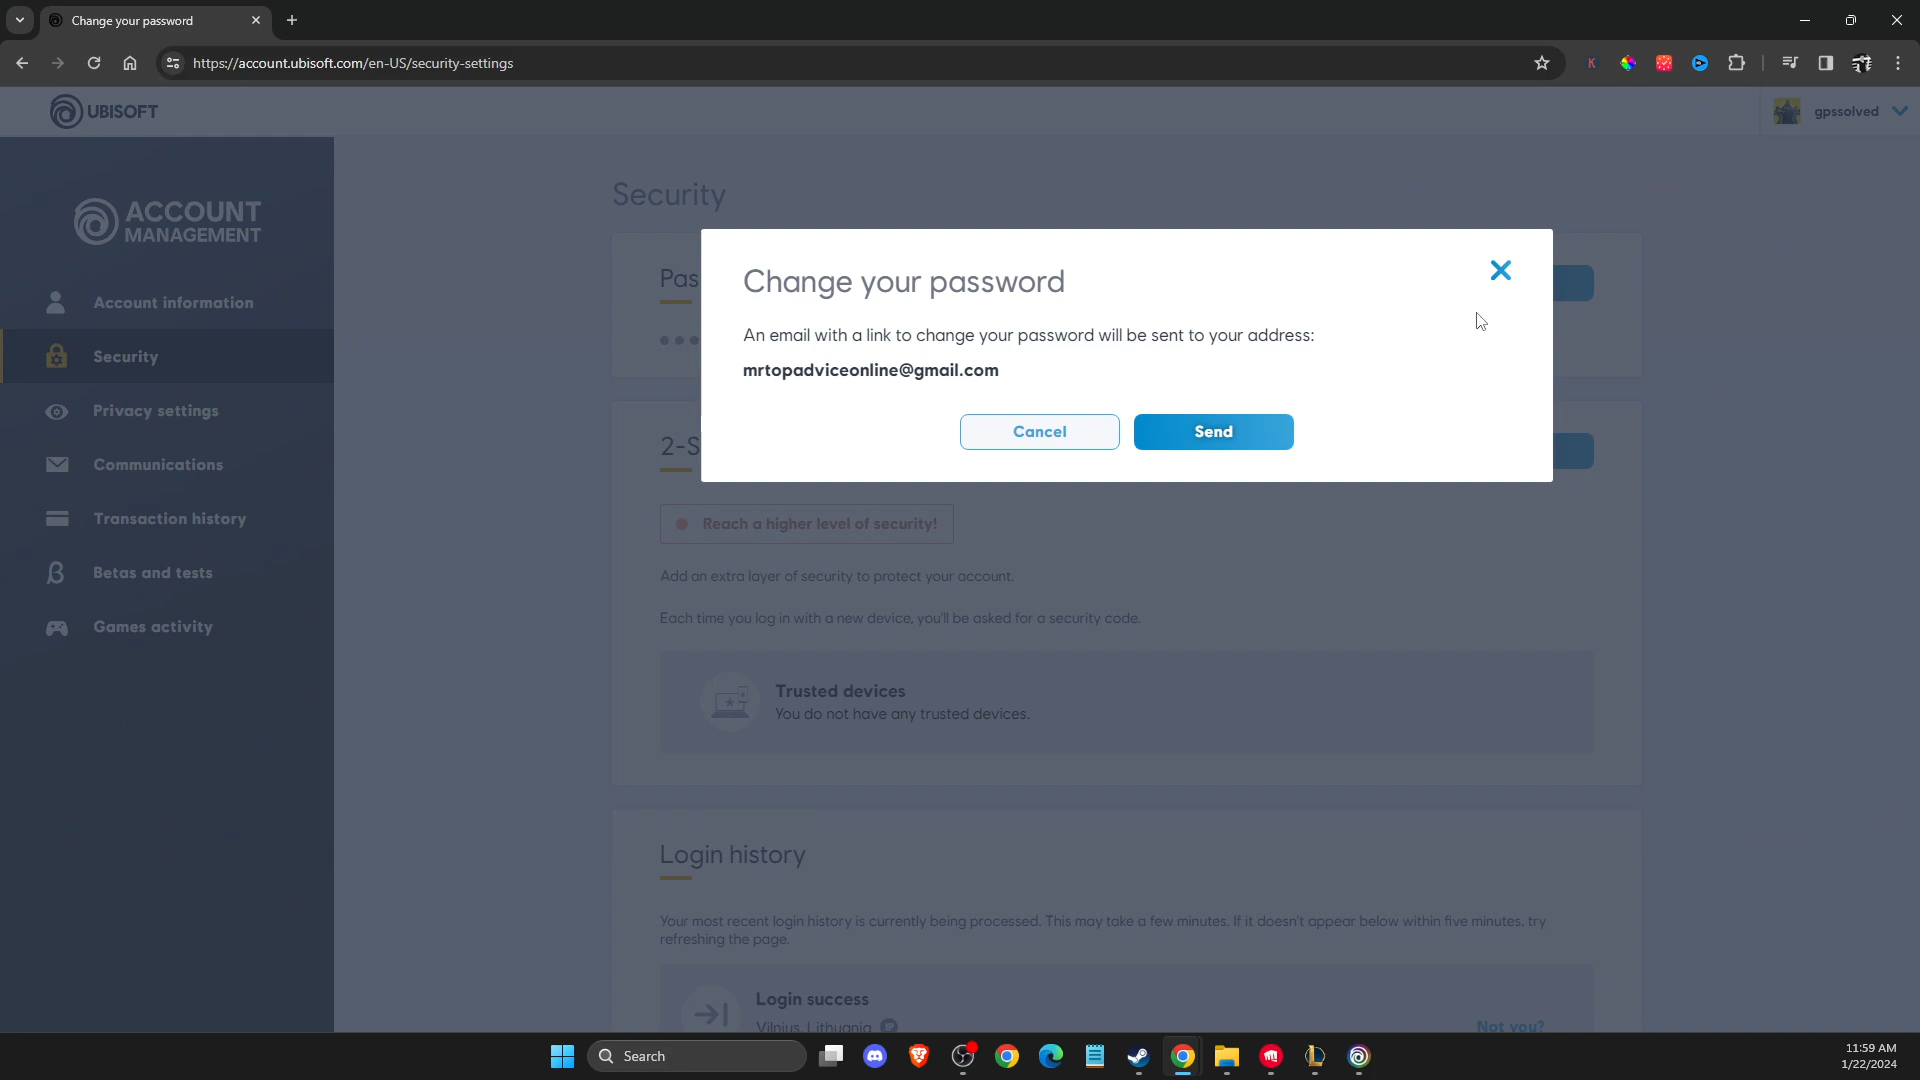 Change your password
https://account.ubisoft.com/en-US/security-settings
UBISOFT
gpssolved
ACCOUNT
MANAGEMENT
Account information
Security
Privacy settings
Communications
Transaction history
Betas and tests
Games activity
Security
Pas
Change your password
An email with a link to change your password will be sent to your address:
mrtopadviceonline@gmail.com
Cancel
Send
2-S
Reach a higher level of security!
Add an extra layer of security to protect your account.
Each time you log in with a new device, you'll be asked for a security code.
Trusted devices
You do not have any trusted devices.
Login history
Your most recent login history is currently being processed. This may take a few minutes. If it doesn't appear below within five minutes, try
refreshing the page.
Login success
Vilnius, Lithuania
Not you?
Search
11:59 AM
1/22/2024